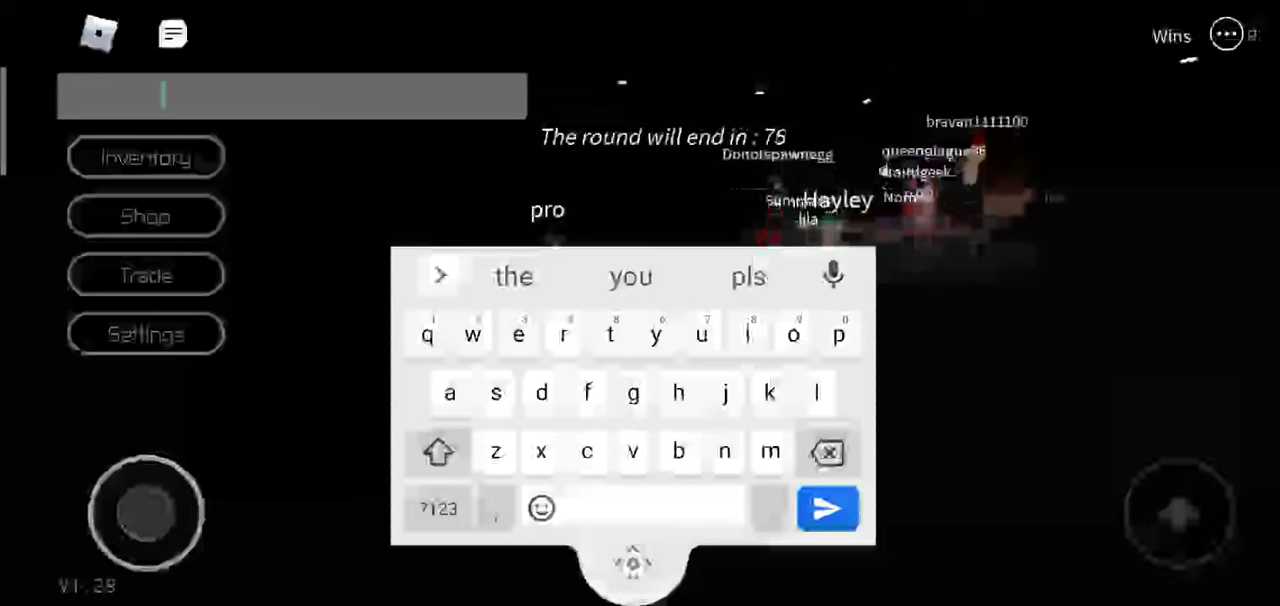 Wins
The round will end in : 76
bravan1111100
pro
Hayley
lila
Inventory
Shop
Trade
Settings
the you pls
q w e r t y u i o p
a s d f g h j k l
z x c v b n m
?123 ,
V1.28